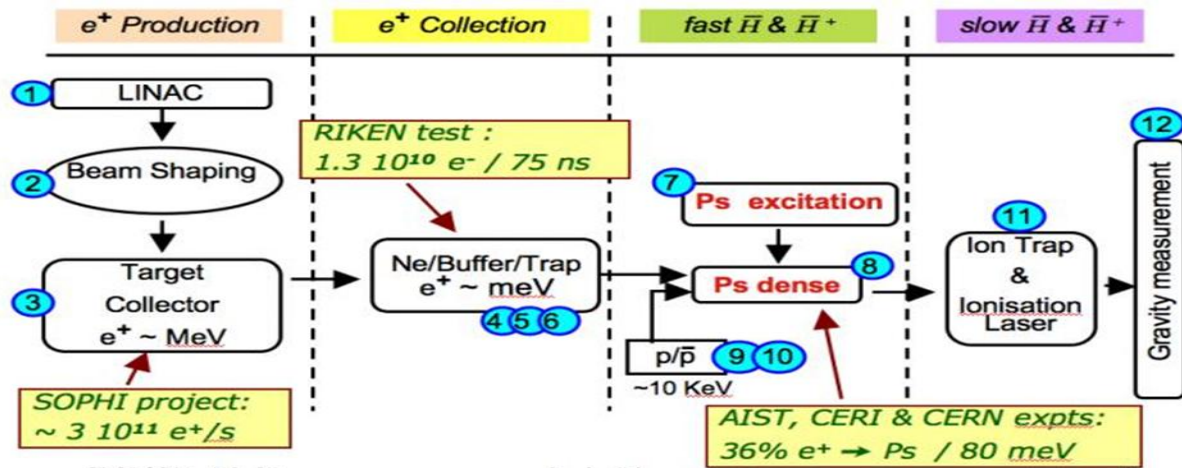 e⁺ Production
e⁺ Collection
fast H̅ & H̅⁺
slow H̅ & H̅⁺
1
LINAC
2
Beam Shaping
3
Target
Collector
e⁺ ~ MeV
SOPHI project:
~ 3 10¹¹ e⁺/s
RIKEN test :
1.3 10¹⁰ e⁻ / 75 ns
Ne/Buffer/Trap
e⁺ ~ meV
4 5 6
7
Ps excitation
8
Ps dense
p/p̅
9 10
~10 KeV
AIST, CERI & CERN expts:
36% e⁺ → Ps / 80 meV
11
Ion Trap
&
Ionisation
Laser
12
Gravity measurement